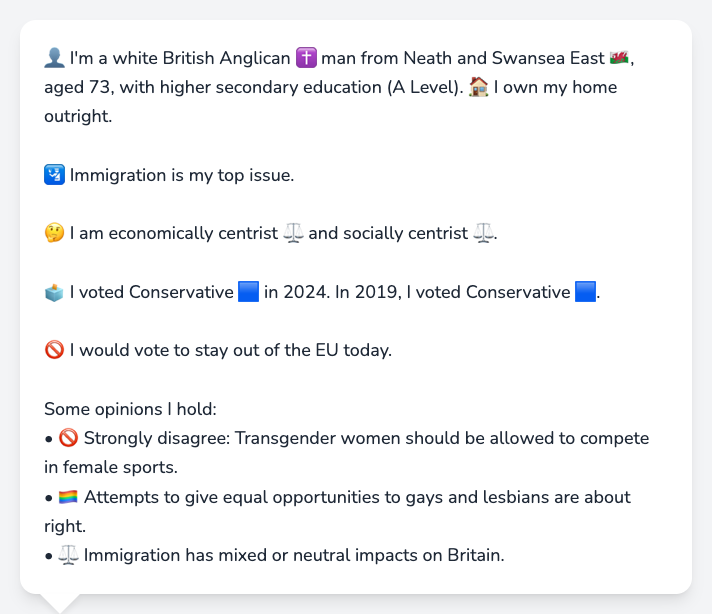 👤 I'm a white British Anglican ✝️ man from Neath and Swansea East 🏴󠁧󠁢󠁷󠁬󠁳󠁿,
aged 73, with higher secondary education (A Level). 🏠 I own my home
outright.
🛂 Immigration is my top issue.
🤔 I am economically centrist ⚖️ and socially centrist ⚖️.
🗳️ I voted Conservative 🟦 in 2024. In 2019, I voted Conservative 🟦.
🚫 I would vote to stay out of the EU today.
Some opinions I hold:
• 🚫 Strongly disagree: Transgender women should be allowed to compete
in female sports.
• 🏳️‍🌈 Attempts to give equal opportunities to gays and lesbians are about
right.
• ⚖️ Immigration has mixed or neutral impacts on Britain.